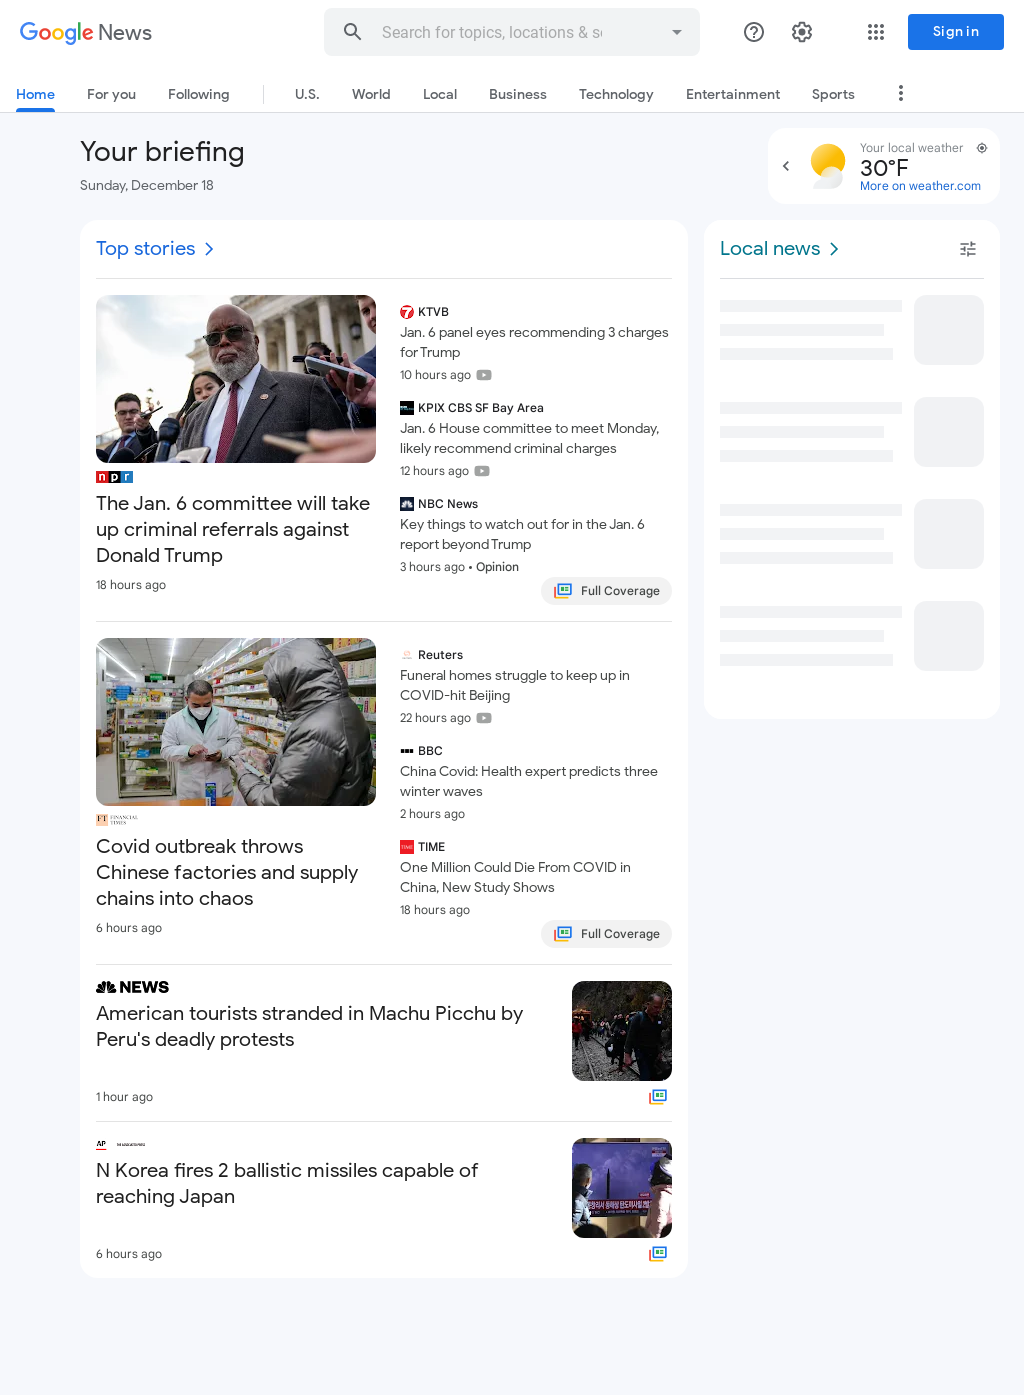 Google News
Search for topics, locations & so
Sign in
Home
For you
Following
U.S.
World
Local
Business
Technology
Entertainment
Sports
Your briefing
Sunday, December 18
Your local weather
30°F
More on weather.com
Top stories
npr
The Jan. 6 committee will take
up criminal referrals against
Donald Trump
18 hours ago
7 KTVB
Jan. 6 panel eyes recommending 3 charges
for Trump
10 hours ago
KPIX CBS SF Bay Area
Jan. 6 House committee to meet Monday,
likely recommend criminal charges
12 hours ago
NBC News
Key things to watch out for in the Jan. 6
report beyond Trump
3 hours ago • Opinion
Full Coverage
FT FINANCIAL
TIMES
Covid outbreak throws
Chinese factories and supply
chains into chaos
6 hours ago
Reuters
Funeral homes struggle to keep up in
COVID-hit Beijing
22 hours ago
BBC
China Covid: Health expert predicts three
winter waves
2 hours ago
TIME TIME
One Million Could Die From COVID in
China, New Study Shows
18 hours ago
Full Coverage
NEWS
American tourists stranded in Machu Picchu by
Peru's deadly protests
1 hour ago
AP THE ASSOCIATED PRESS
N Korea fires 2 ballistic missiles capable of
reaching Japan
6 hours ago
Local news